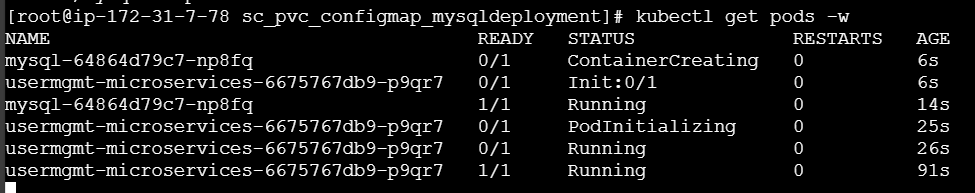 [root@ip-172-31-7-78 sc_pvc_configmap_mysqldeployment]# kubectl get pods -w
NAME READY STATUS RESTARTS AGE
mysql-64864d79c7-np8fq 0/1 ContainerCreating 0 6s
usermgmt-microservices-6675767db9-p9qr7 0/1 Init:0/1 0 6s
mysql-64864d79c7-np8fq 1/1 Running 0 14s
usermgmt-microservices-6675767db9-p9qr7 0/1 PodInitializing 0 25s
usermgmt-microservices-6675767db9-p9qr7 0/1 Running 0 26s
usermgmt-microservices-6675767db9-p9qr7 1/1 Running 0 91s